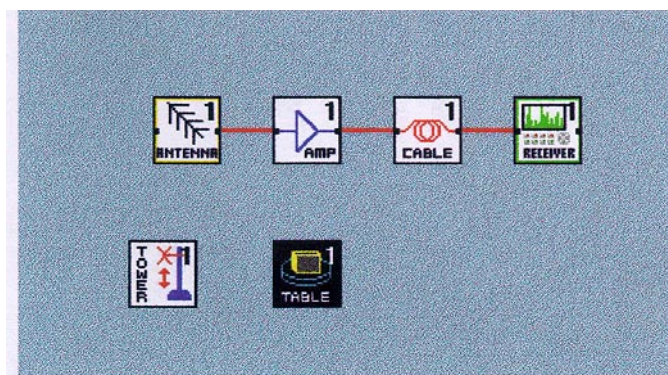 1 1 1 1
ANTENNA AMP CABLE RECEIVER
TOWER 1 1
TABLE